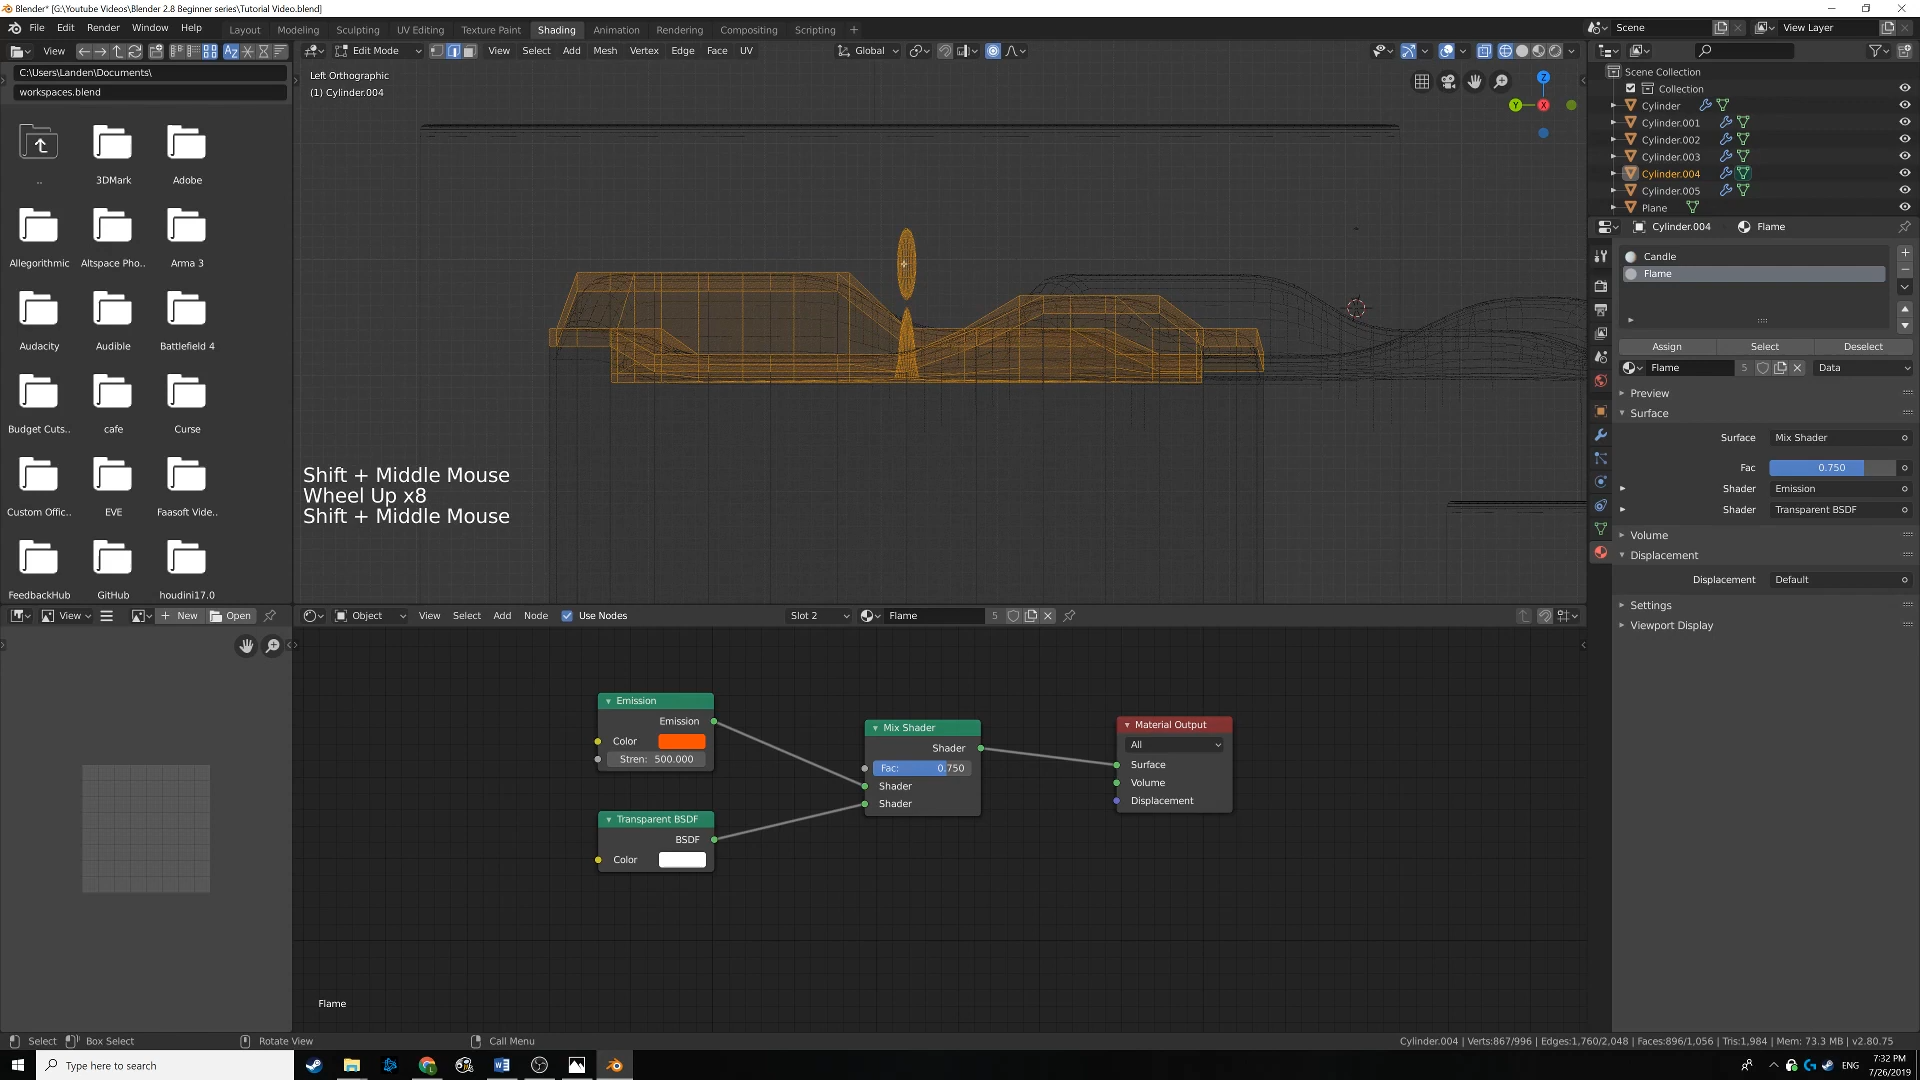 Blender* [G:\Youtube Videos\Blender 2.8 Beginner series\Tutorial Video.blend]
File Edit Render Window Help
Layout Modeling Sculpting UV Editing Texture Paint Shading Animation Rendering Compositing Scripting +
Scene
View Layer
View
Edit Mode View Select Add Mesh Vertex Edge Face UV
Global
C:\Users\Landen\Documents\
workspaces.blend
..
3DMark
Adobe
Allegorithmic
Altspace Pho..
Arma 3
Audacity
Audible
Battlefield 4
Budget Cuts..
cafe
Curse
Custom Offic..
EVE
Faasoft Vide..
FeedbackHub
GitHub
houdini17.0
Left Orthographic
(1) Cylinder.004
Z
Y
X
Shift + Middle Mouse
Wheel Up x8
Shift + Middle Mouse
Scene Collection
Collection
Cylinder
Cylinder.001
Cylinder.002
Cylinder.003
Cylinder.004
Cylinder.005
Plane
Cylinder.004 Flame
Candle
Flame
Assign Select Deselect
Flame 5 Data
Preview
Surface
Surface Mix Shader
Fac 0.750
Shader Emission
Shader Transparent BSDF
Volume
Displacement
Displacement Default
Settings
Viewport Display
View + New Open
Object View Select Add Node Use Nodes
Slot 2 Flame 5
Emission
Emission
Color
Stren: 500.000
Transparent BSDF
BSDF
Color
Mix Shader
Shader
Fac: 0.750
Shader
Shader
Material Output
All
Surface
Volume
Displacement
Flame
Select Box Select Rotate View Call Menu
Cylinder.004 | Verts:867/996 | Edges:1,760/2,048 | Faces:896/1,056 | Tris:1,984 | Mem: 73.3 MB | v2.80.75
Type here to search
ENG
7:32 PM
7/26/2019